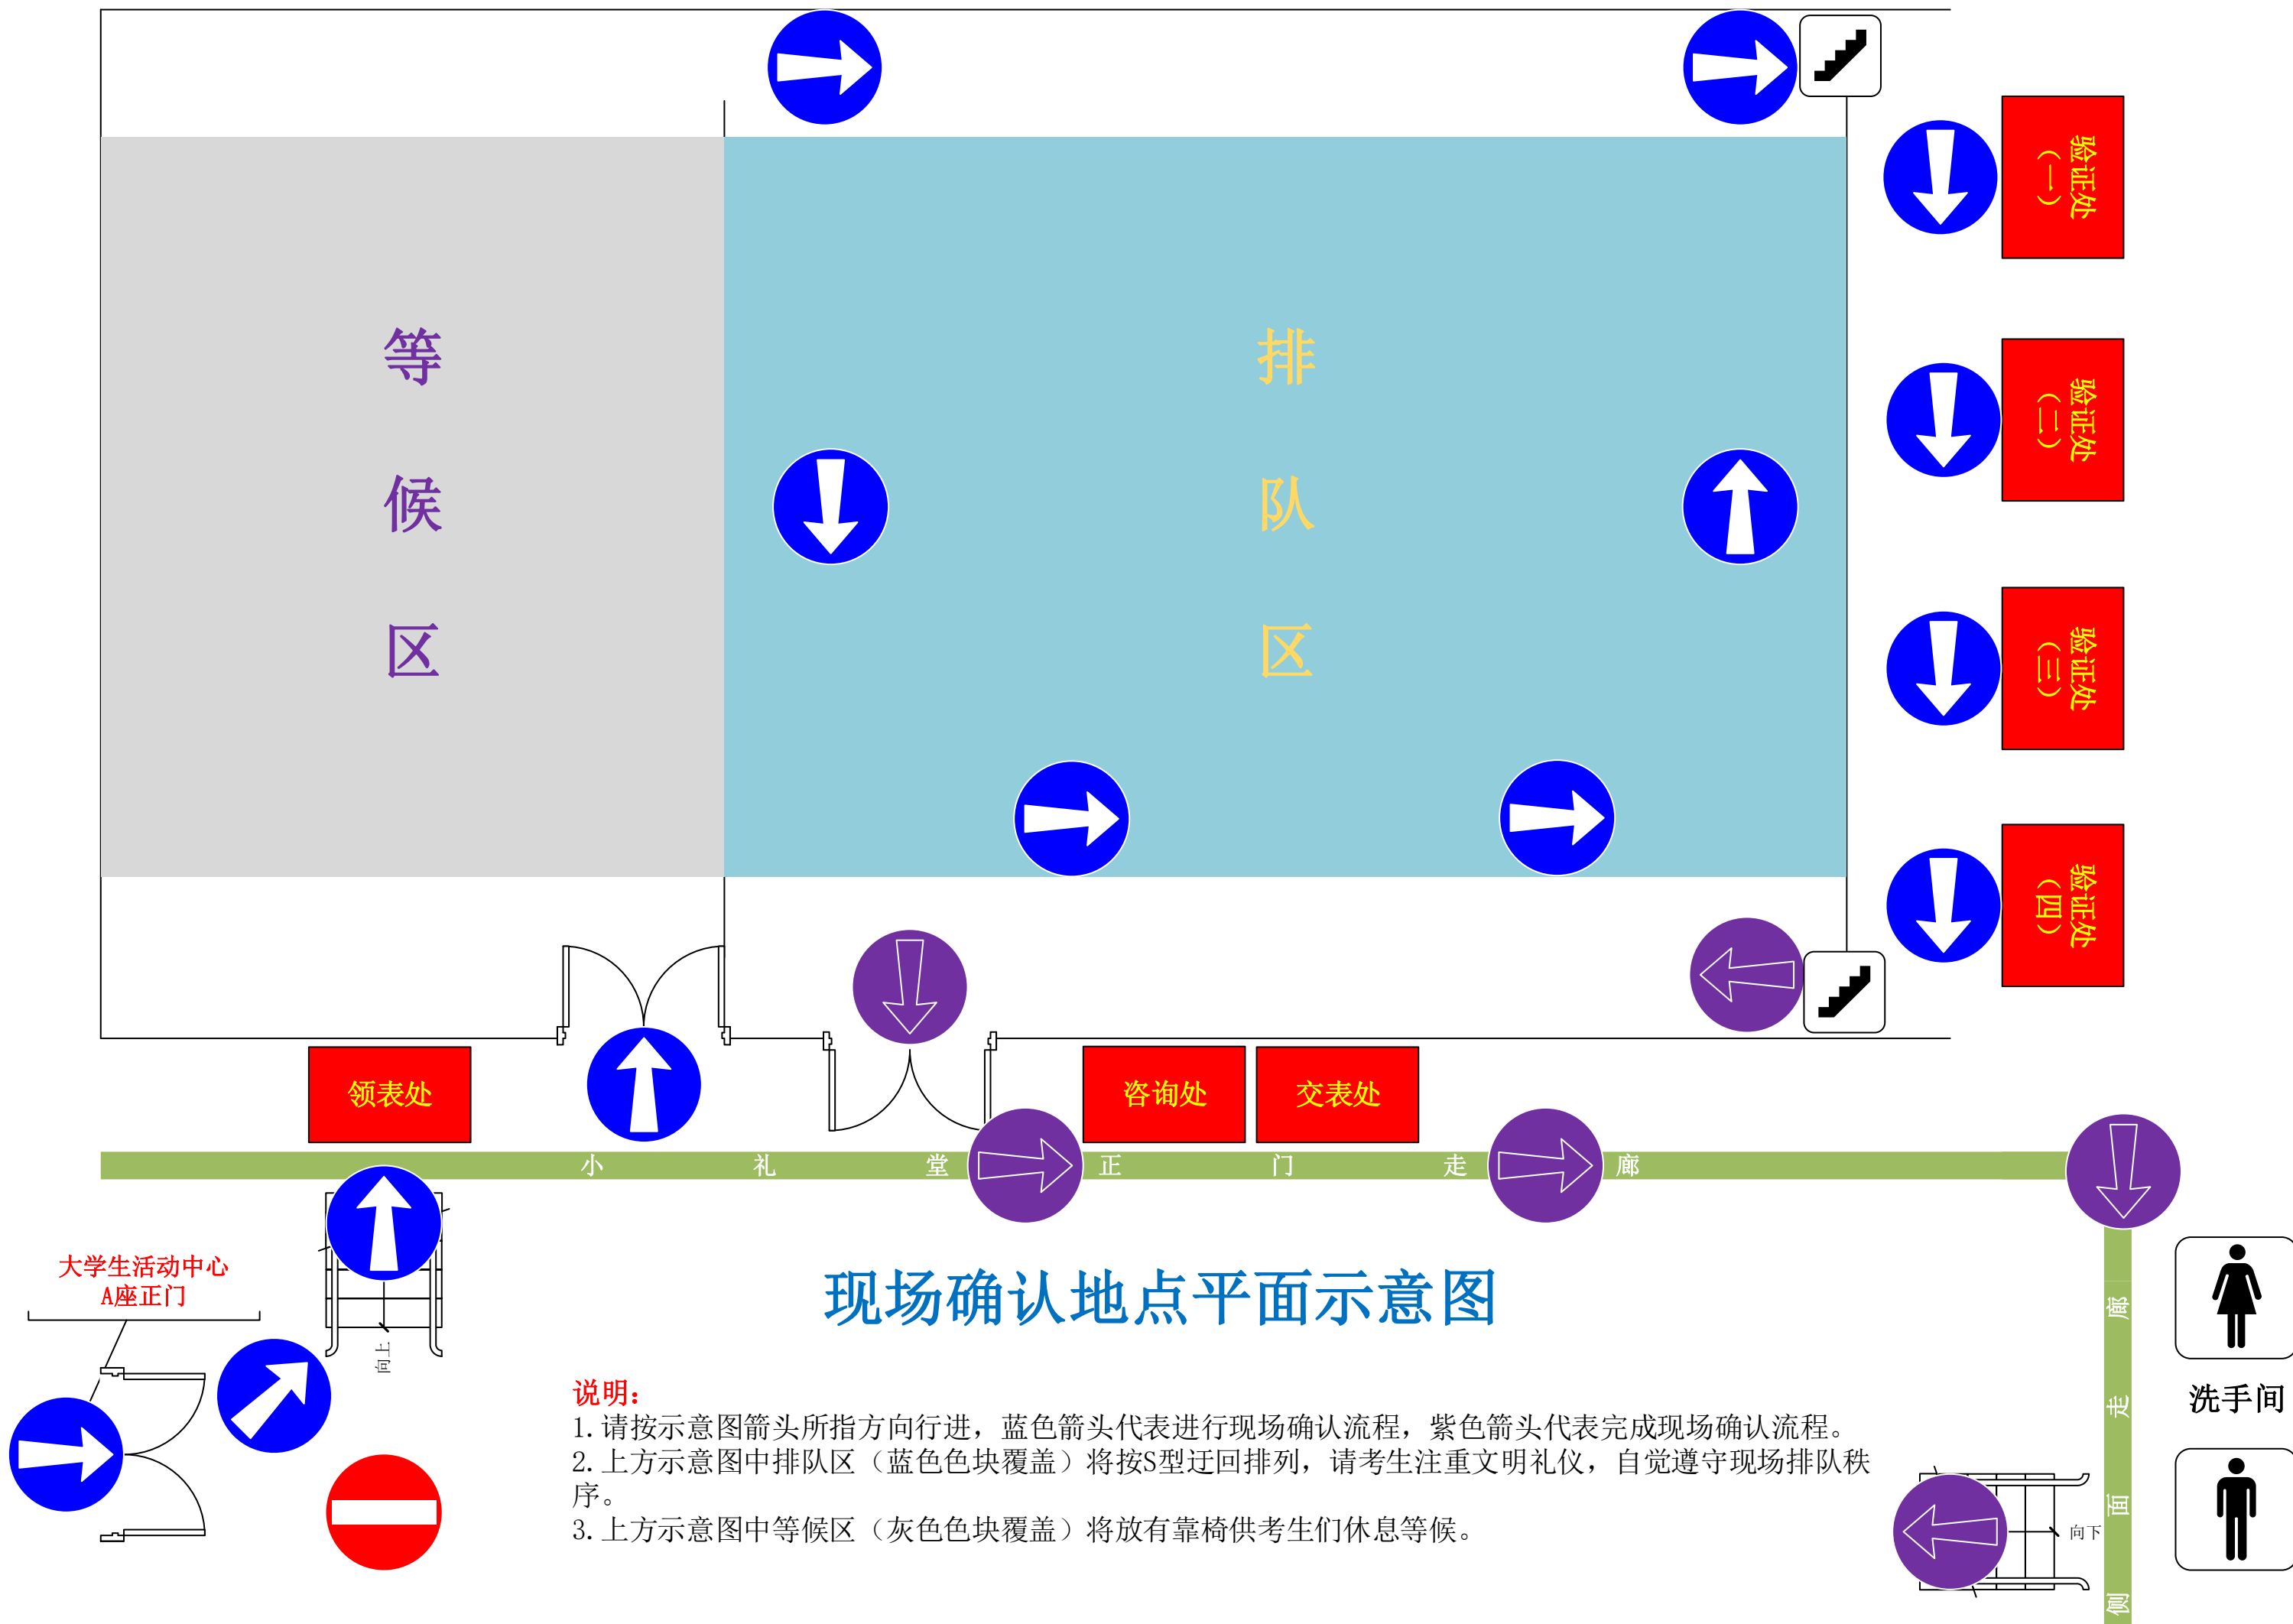 等候区
排队区
验证处
（一）
验证处
（二）
验证处
（三）
验证处
（四）
领表处
咨询处
交表处
小礼堂正门走廊
大学生活动中心
A座正门
向上
现场确认地点平面示意图
说明：
1.请按示意图箭头所指方向行进，蓝色箭头代表进行现场确认流程，紫色箭头代表完成现场确认流程。
2.上方示意图中排队区（蓝色色块覆盖）将按S型迂回排列，请考生注重文明礼仪，自觉遵守现场排队秩
序。
3.上方示意图中等候区（灰色色块覆盖）将放有靠椅供考生们休息等候。
洗手间
向下
侧面走廊